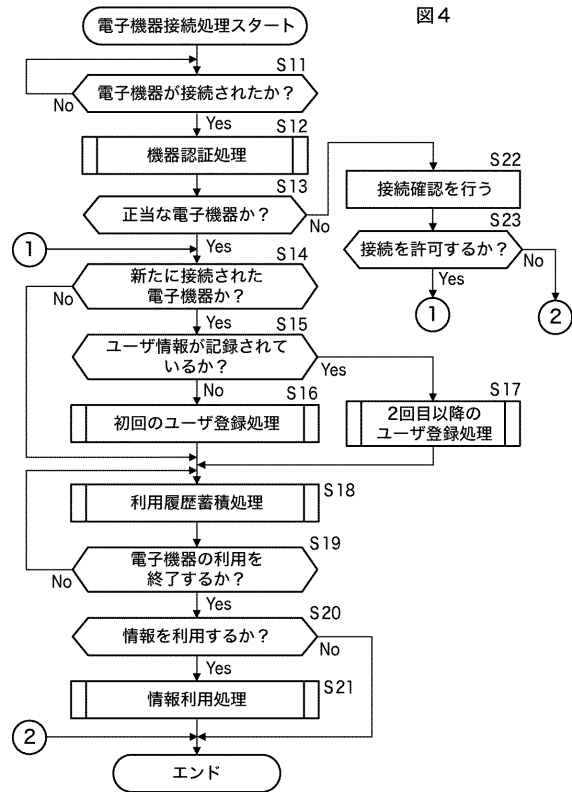 図4
電子機器接続処理スタート
S11
電子機器が接続されたか？
No
Yes
S12
機器認証処理
S13
正当な電子機器か？
No
Yes
S22
接続確認を行う
S23
接続を許可するか？
No
Yes
1
2
1
S14
新たに接続された
電子機器か？
No
Yes
S15
ユーザ情報が記録されて
いるか？
Yes
No
S16
初回のユーザ登録処理
S17
2回目以降の
ユーザ登録処理
S18
利用履歴蓄積処理
S19
電子機器の利用を
終了するか？
No
Yes
S20
情報を利用するか？
No
Yes
S21
情報利用処理
2
エンド